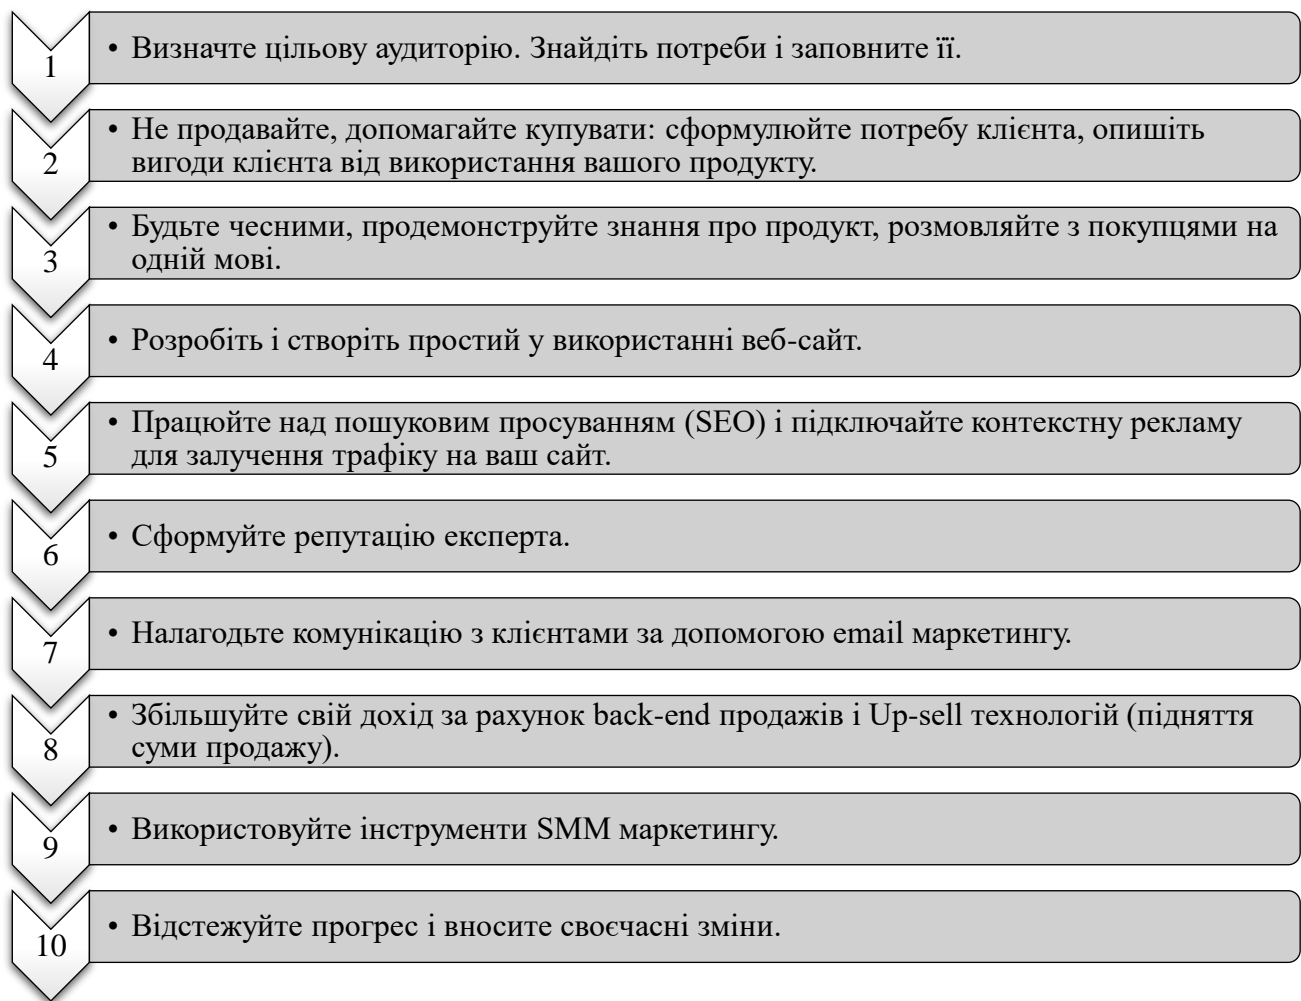 1
• Визначте цільову аудиторію. Знайдіть потреби і заповните її.
2
• Не продавайте, допомагайте купувати: сформулюйте потребу клієнта, опишіть
вигоди клієнта від використання вашого продукту.
3
• Будьте чесними, продемонструйте знання про продукт, розмовляйте з покупцями на
одній мові.
4
• Розробіть і створіть простий у використанні веб-сайт.
5
• Працюйте над пошуковим просуванням (SEO) і підключайте контекстну рекламу
для залучення трафіку на ваш сайт.
6
• Сформуйте репутацію експерта.
7
• Налагодьте комунікацію з клієнтами за допомогою email маркетингу.
8
• Збільшуйте свій дохід за рахунок back-end продажів і Up-sell технологій (підняття
суми продажу).
9
• Використовуйте інструменти SMM маркетингу.
10
• Відстежуйте прогрес і вносите своєчасні зміни.